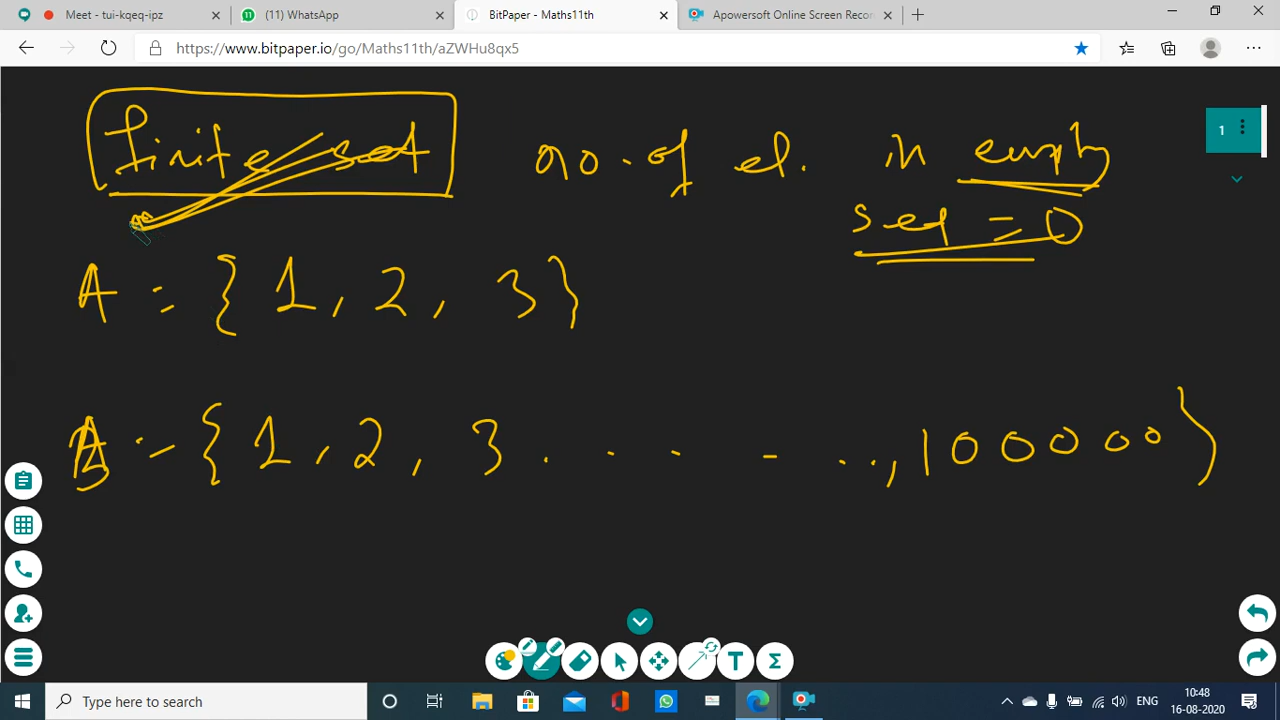 Meet - tui-kqeq-ipz
(11) WhatsApp
BitPaper - Maths11th
Apowersoft Online Screen Recor
https://www.bitpaper.io/go/Maths11th/aZWHu8qx5
finite set
no. of el. in empty
set = 0
1
A = { 1, 2, 3 }
= { 1, 2, 3 . . . - .., 100000 }
T Σ
Type here to search
ENG
10:48
16-08-2020